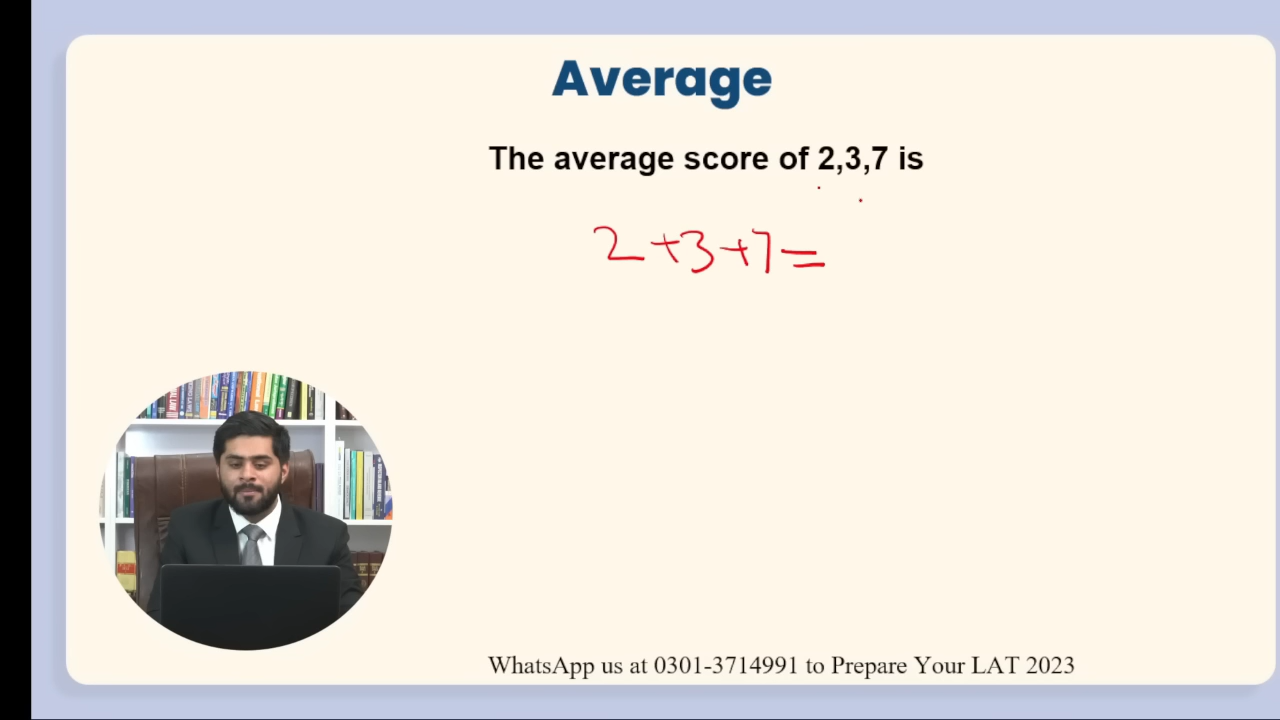 Average
The average score of 2,3,7 is
2+3+7=
WhatsApp us at 0301-3714991 to Prepare Your LAT 2023